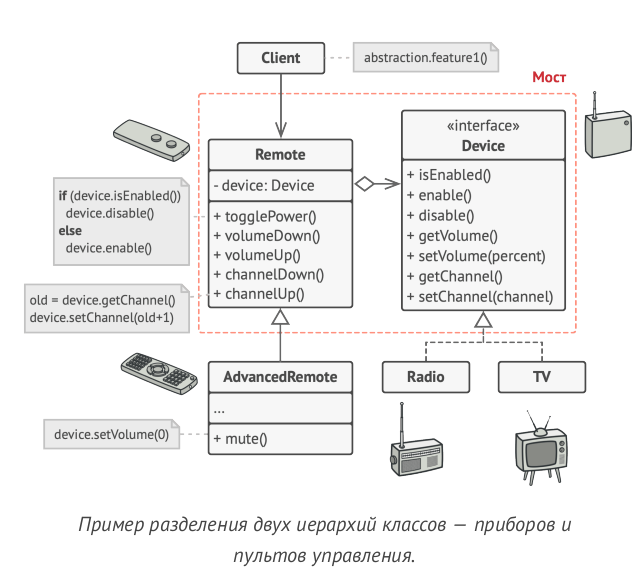 Client
abstraction.feature1()
Мост
Remote
- device: Device
+ togglePower()
+ volumeDown()
+ volumeUp()
+ channelDown()
+ channelUp()
«interface»
Device
+ isEnabled()
+ enable()
+ disable()
+ getVolume()
+ setVolume(percent)
+ getChannel()
+ setChannel(channel)
if (device.isEnabled())
device.disable()
else
device.enable()
old = device.getChannel()
device.setChannel(old+1)
AdvancedRemote
...
+ mute()
device.setVolume(0)
Radio
TV
Пример разделения двух иерархий классов — приборов и
пультов управления.